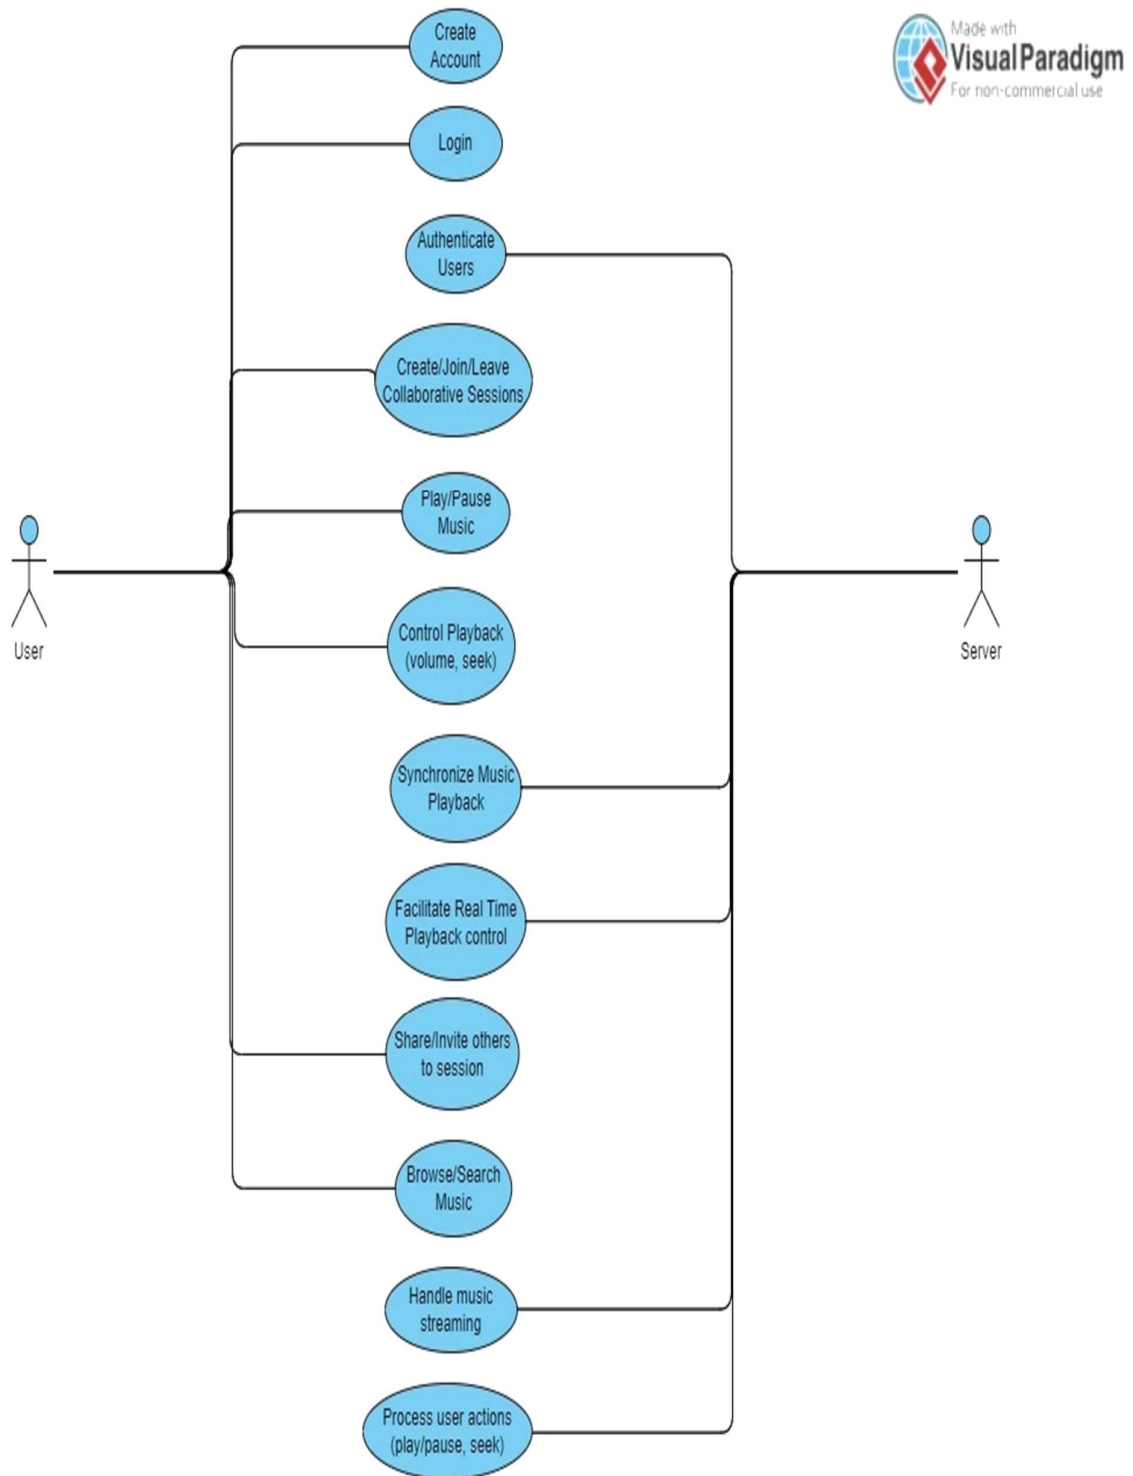 Made with
Visual Paradigm
For non-commercial use
Create
Account
Login
Authenticate
Users
Create/Join/Leave
Collaborative Sessions
Play/Pause
Music
User
Server
Control Playback
(volume, seek)
Synchronize Music
Playback
Facilitate Real Time
Playback control
Share/Invite others
to session
Browse/Search
Music
Handle music
streaming
Process user actions
(play/pause, seek)